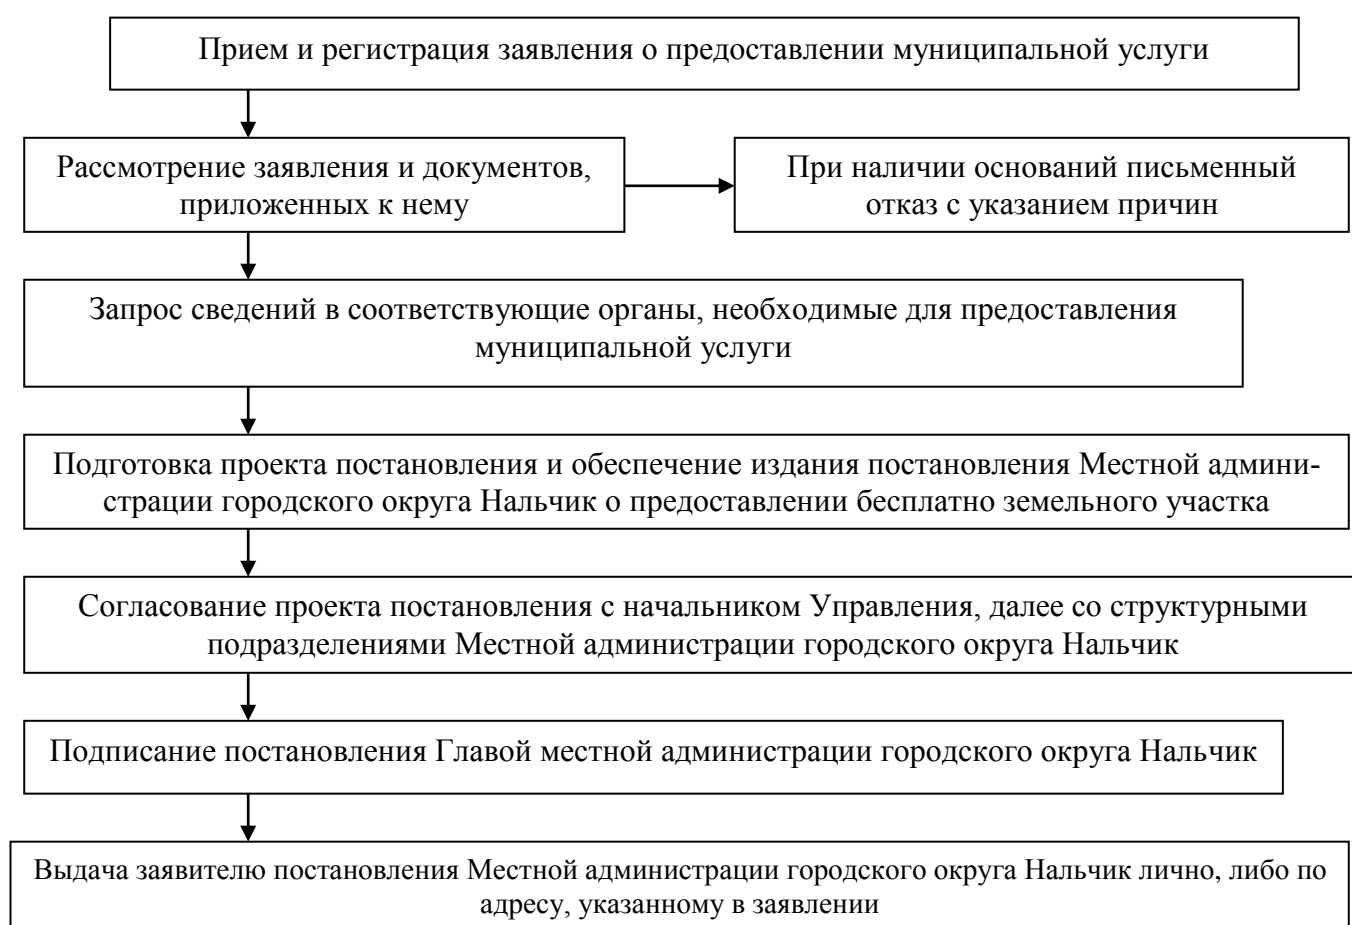 Прием и регистрация заявления о предоставлении муниципальной услуги
Рассмотрение заявления и документов,
приложенных к нему
При наличии оснований письменный
отказ с указанием причин
Запрос сведений в соответствующие органы, необходимые для предоставления
муниципальной услуги
Подготовка проекта постановления и обеспечение издания постановления Местной админи-
страции городского округа Нальчик о предоставлении бесплатно земельного участка
Согласование проекта постановления с начальником Управления, далее со структурными
подразделениями Местной администрации городского округа Нальчик
Подписание постановления Главой местной администрации городского округа Нальчик
Выдача заявителю постановления Местной администрации городского округа Нальчик лично, либо по
адресу, указанному в заявлении